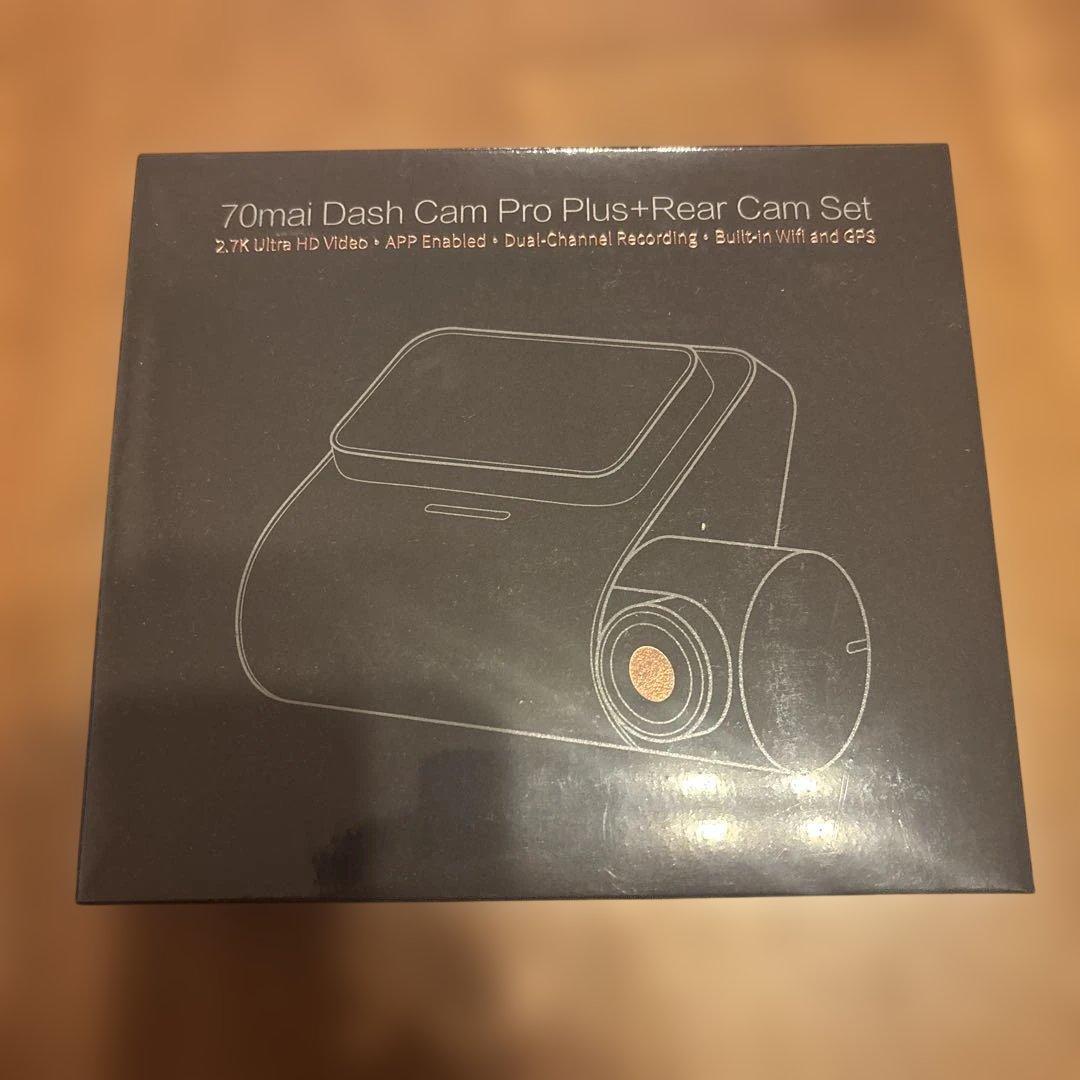 70mai Dash Cam Pro Plus+Rear Cam Set
2.7K Ultra HD Video • APP Enabled • Dual-Channel Recording • Built-in Wifi and GPS